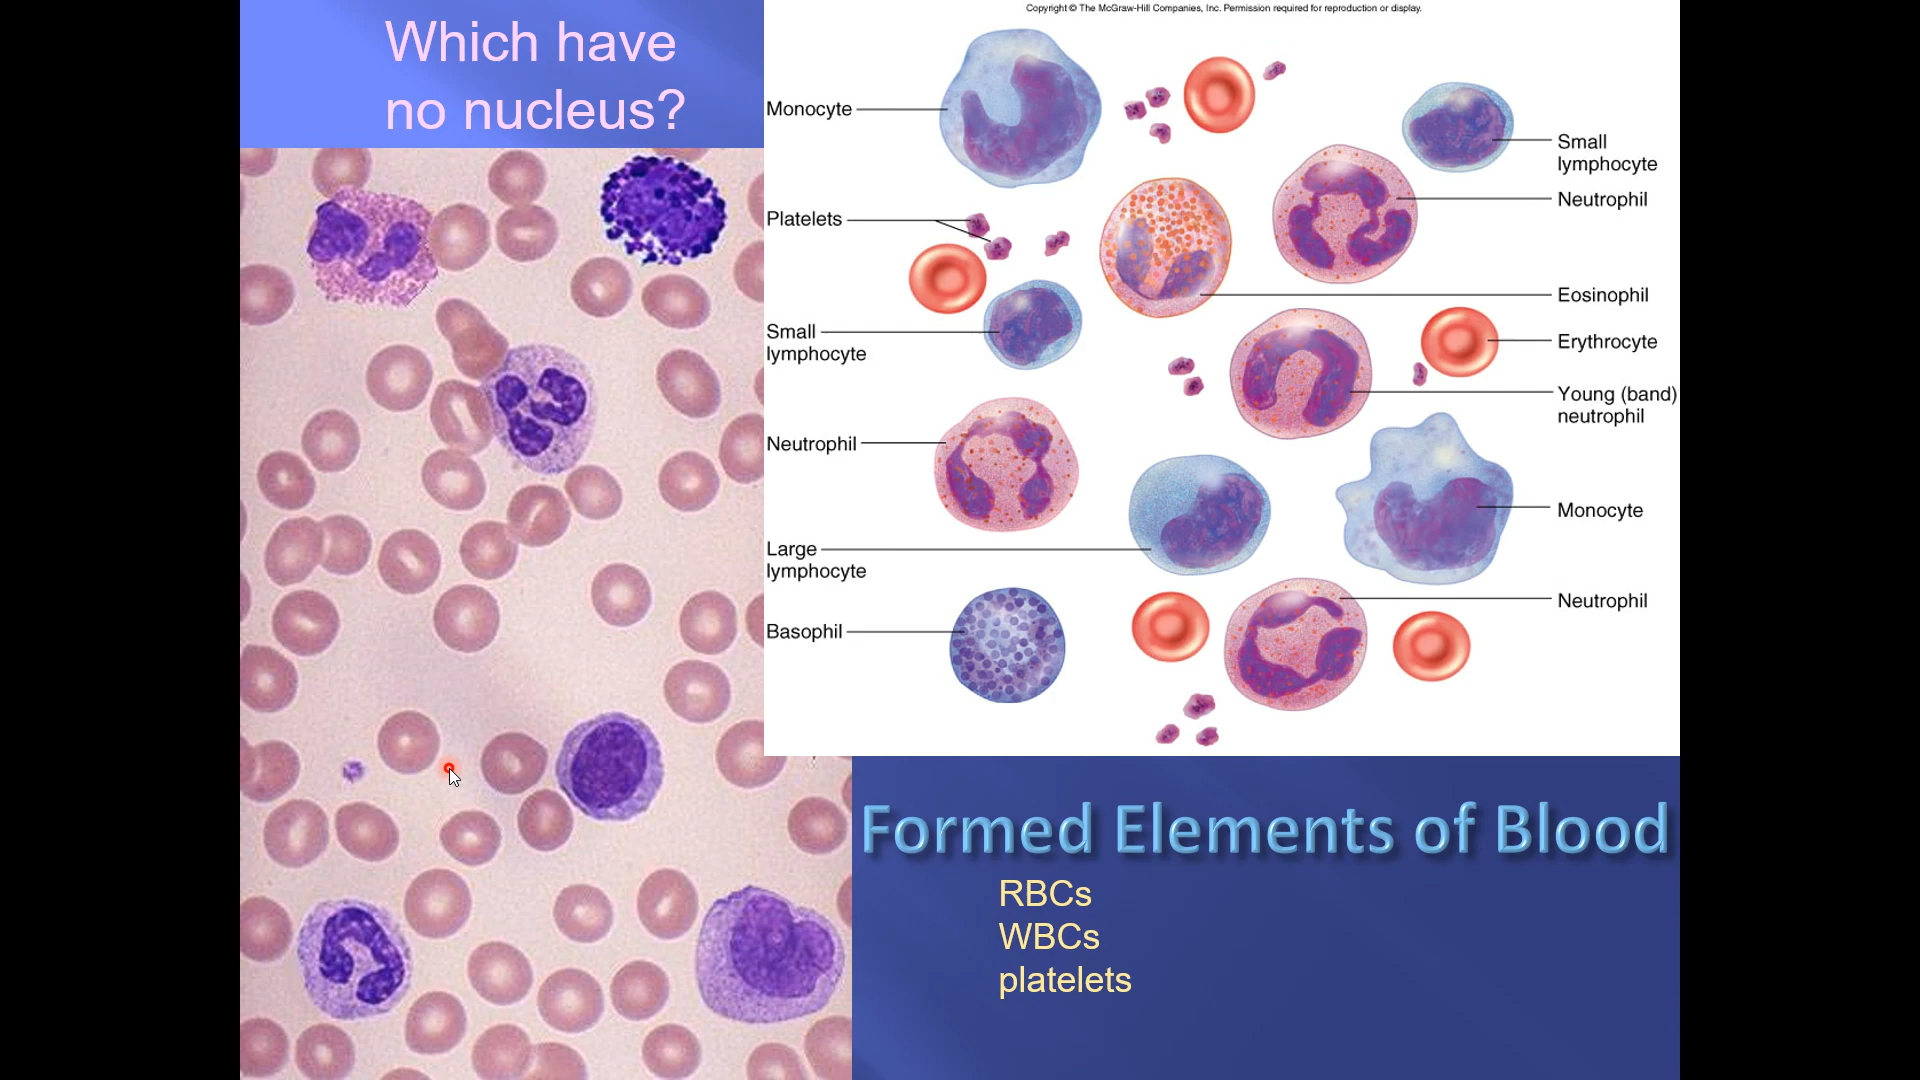 Which have
no nucleus?
Copyright © The McGraw-Hill Companies, Inc. Permission required for reproduction or display.
Monocyte
Platelets
Small
lymphocyte
Neutrophil
Large
lymphocyte
Basophil
Small
lymphocyte
Neutrophil
Eosinophil
Erythrocyte
Young (band)
neutrophil
Monocyte
Neutrophil
Formed Elements of Blood
RBCs
WBCs
platelets